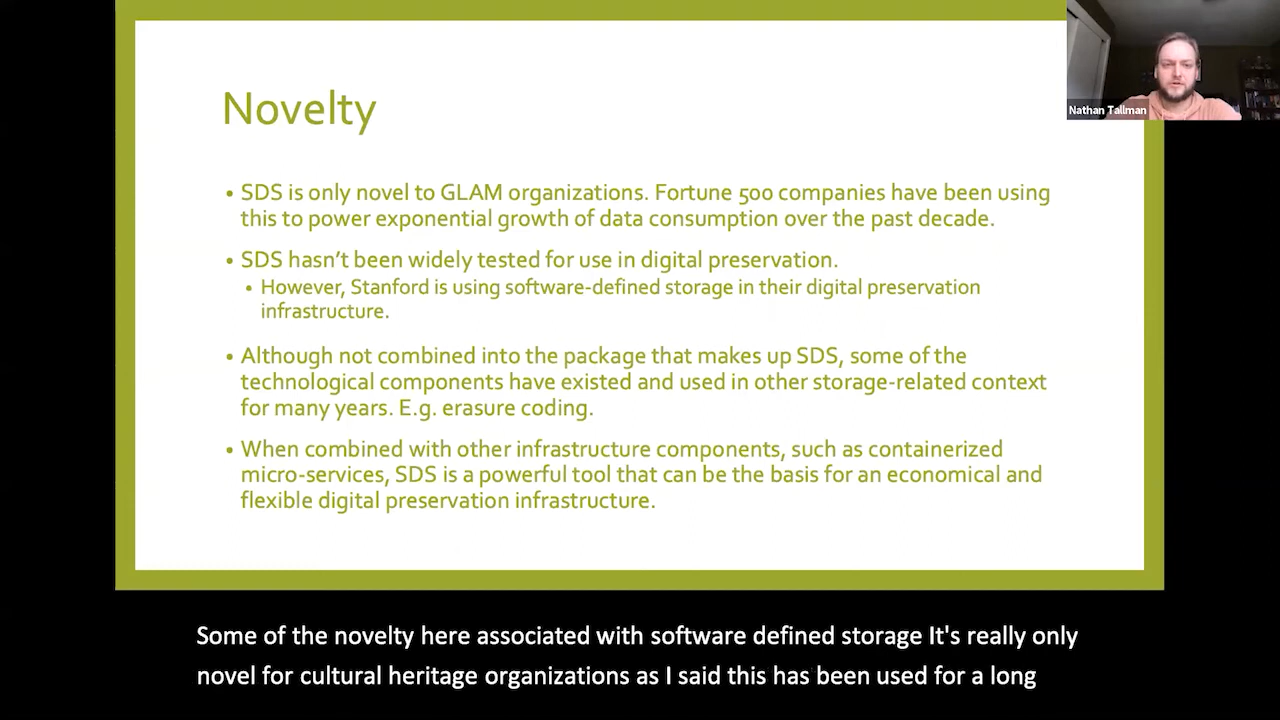 Novelty
• SDS is only novel to GLAM organizations. Fortune 500 companies have been using
this to power exponential growth of data consumption over the past decade.
• SDS hasn't been widely tested for use in digital preservation.
• However, Stanford is using software-defined storage in their digital preservation
infrastructure.
• Although not combined into the package that makes up SDS, some of the
technological components have existed and used in other storage-related context
for many years. E.g. erasure coding.
• When combined with other infrastructure components, such as containerized
micro-services, SDS is a powerful tool that can be the basis for an economical and
flexible digital preservation infrastructure.
Nathan Tallman
Some of the novelty here associated with software defined storage It's really only
novel for cultural heritage organizations as I said this has been used for a long